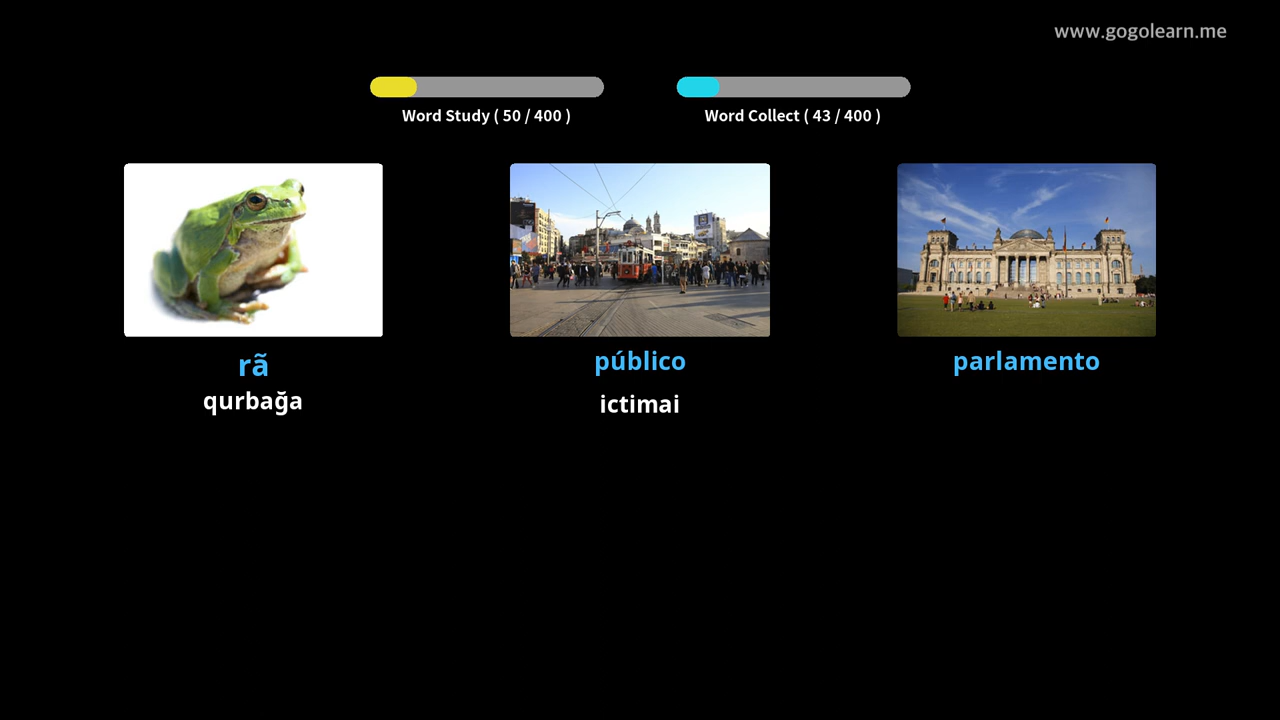 www.gogolearn.me
Word Study ( 50 / 400 )
Word Collect ( 43 / 400 )
rã
público
parlamento
qurbağa
ictimai